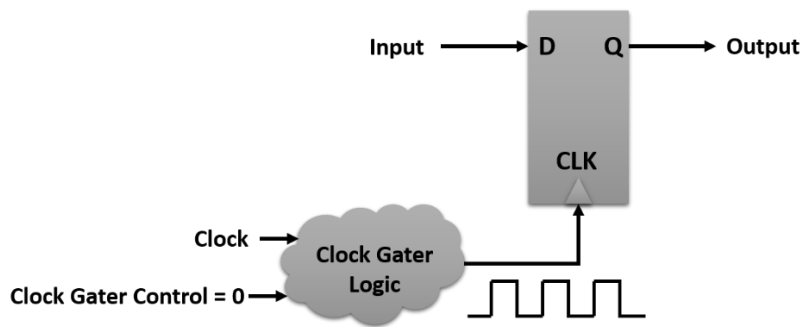 Input
D
Q
Output
CLK
Clock
Clock Gater
Logic
Clock Gater Control = 0